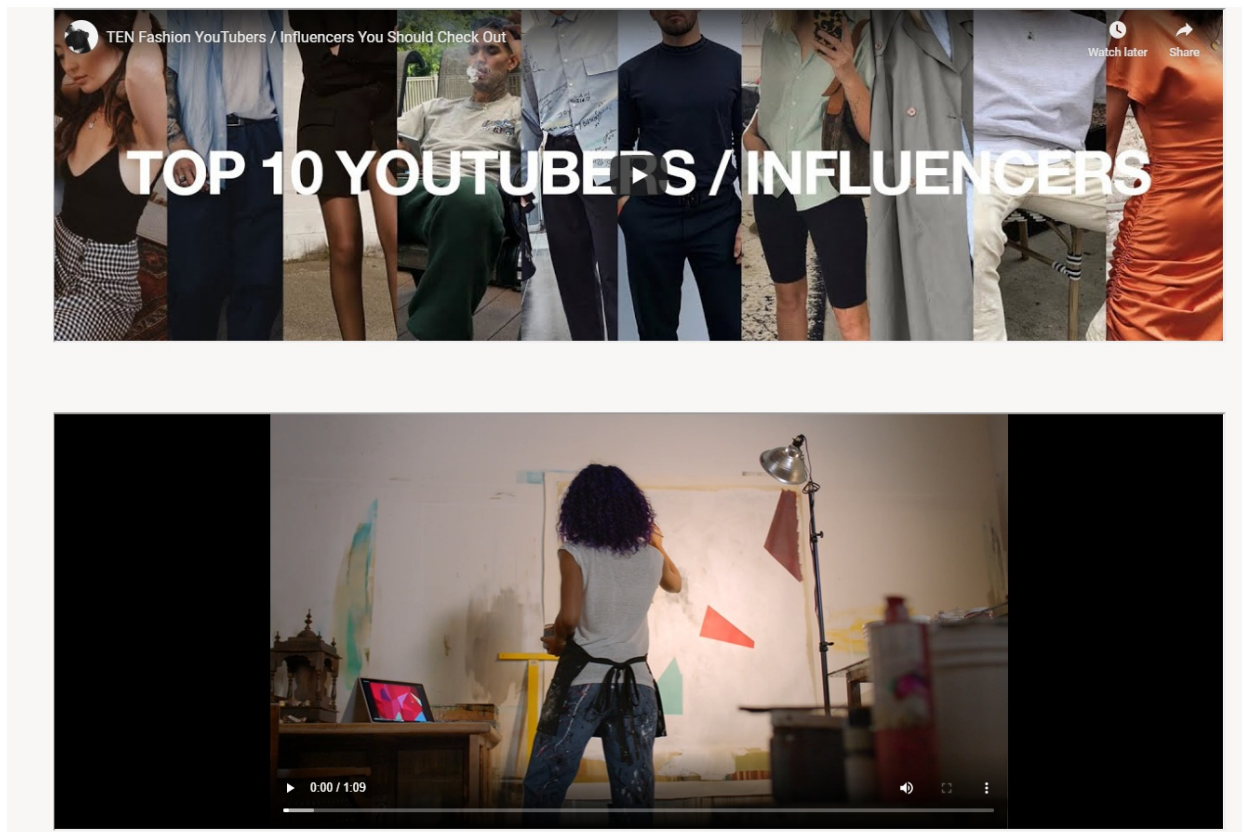 TEN Fashion YouTubers / Influencers You Should Check Out
Watch later
Share
TOP 10 YOUTUBERS / INFLUENCERS
0:00 / 1:09